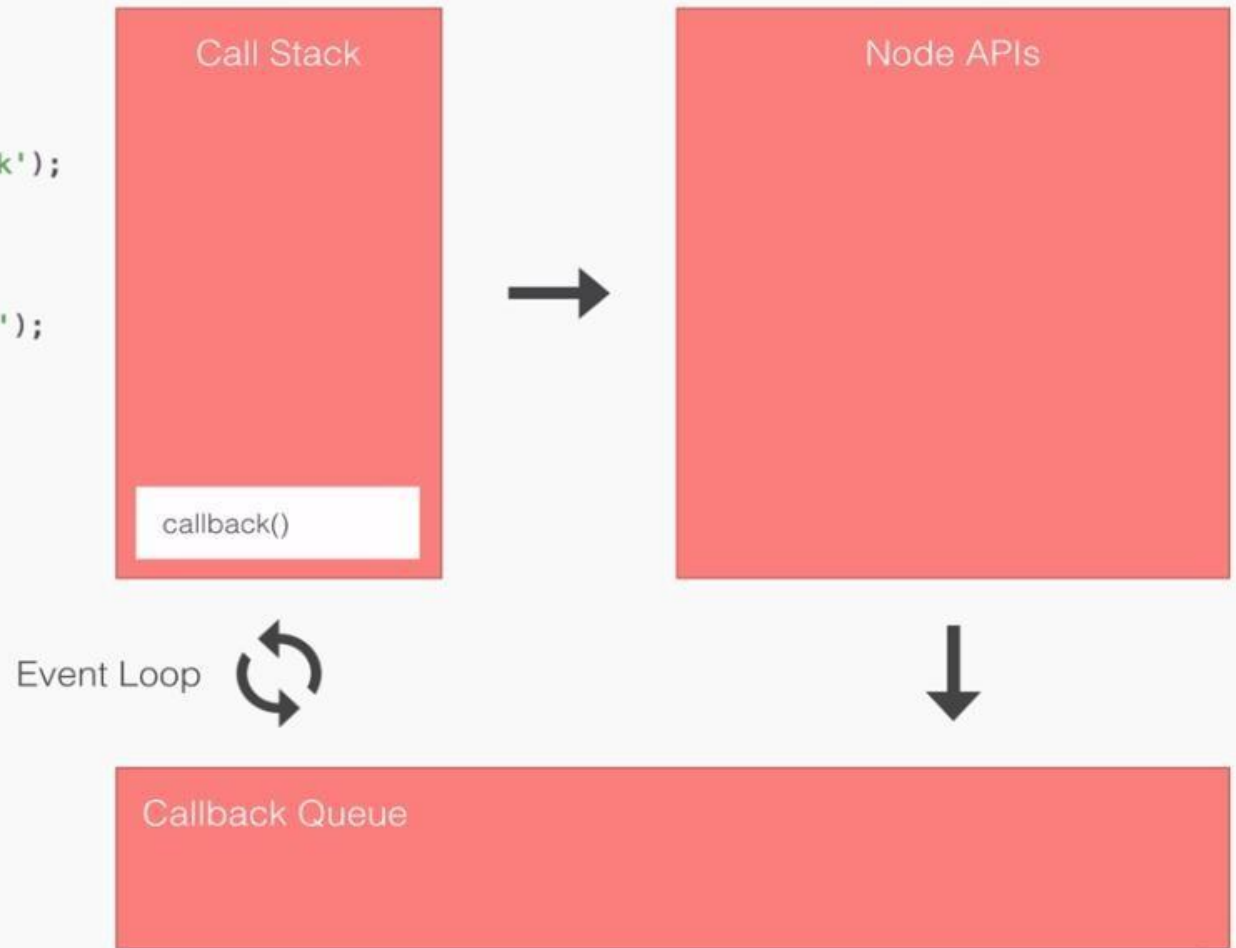 Call Stack
Node APIs
k');
');
callback()
Event Loop
Callback Queue